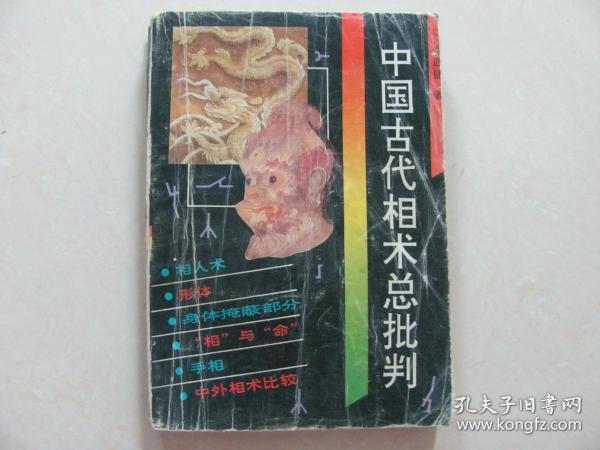 中国古代相术总批判
相人术
形体
身体掩蔽部分
“相”与“命”
手相
中外相术比较
孔夫子旧书网
www.kongfz.com